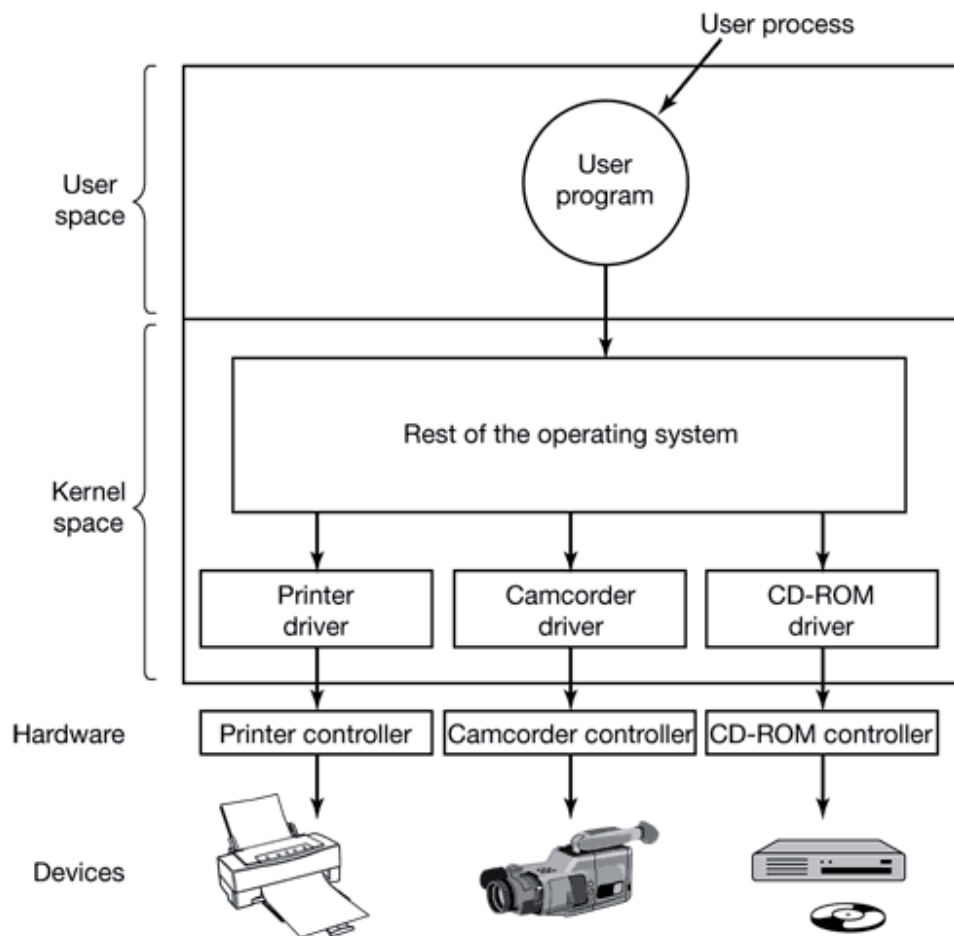 User process
User
program
User
space
Rest of the operating system
Kernel
space
Printer
driver
Camcorder
driver
CD-ROM
driver
Hardware
Printer controller
Camcorder controller
CD-ROM controller
Devices